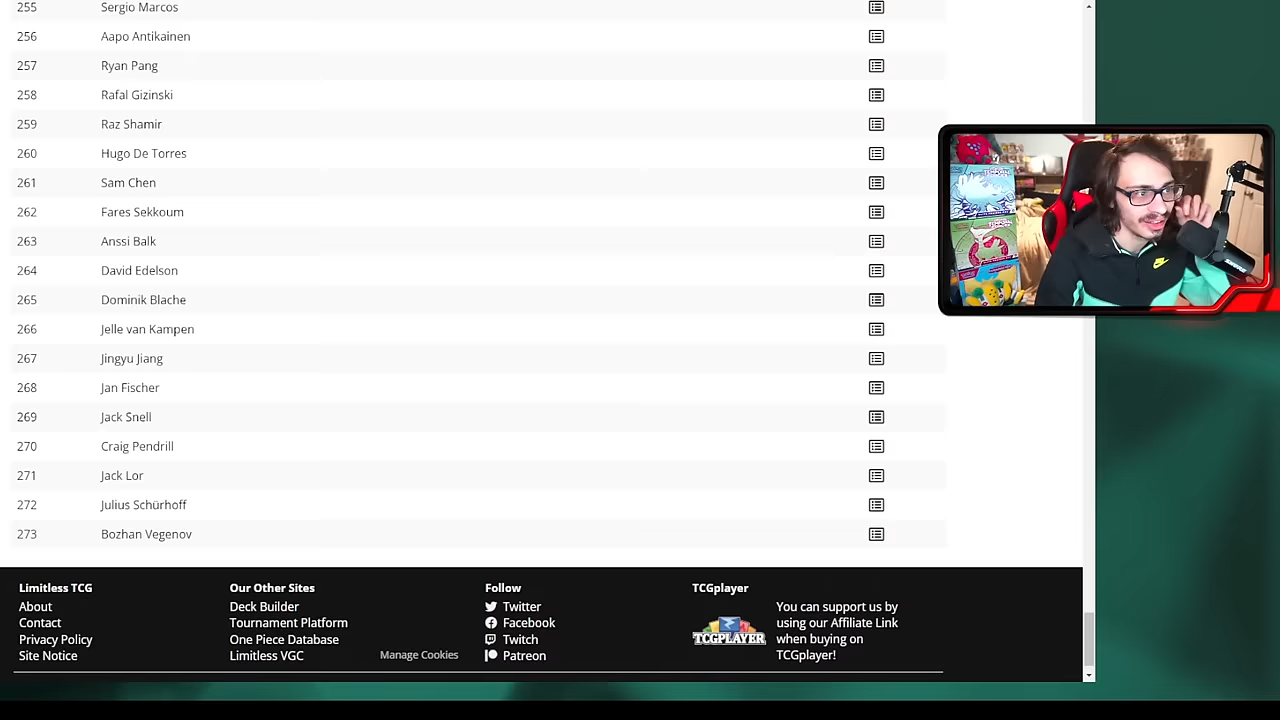 255 Sergio Marcos
256 Aapo Antikainen
257 Ryan Pang
258 Rafal Gizinski
259 Raz Shamir
260 Hugo De Torres
261 Sam Chen
262 Fares Sekkoum
263 Anssi Balk
264 David Edelson
265 Dominik Blache
266 Jelle van Kampen
267 Jingyu Jiang
268 Jan Fischer
269 Jack Snell
270 Craig Pendrill
271 Jack Lor
272 Julius Schürhoff
273 Bozhan Vegenov
Limitless TCG
About
Contact
Privacy Policy
Site Notice
Our Other Sites
Deck Builder
Tournament Platform
One Piece Database
Limitless VGC
Manage Cookies
Follow
Twitter
Facebook
Twitch
Patreon
TCGplayer
TCGPLAYER
You can support us by
using our Affiliate Link
when buying on
TCGplayer!
SHURE